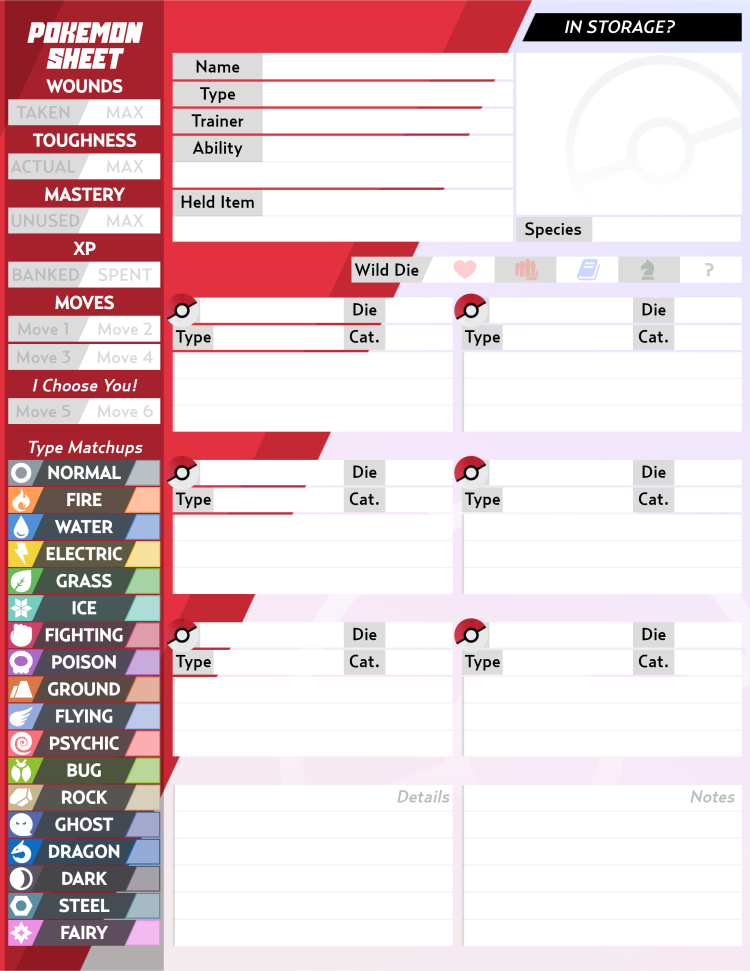 POKEMON
SHEET
WOUNDS
TAKEN MAX
TOUGHNESS
ACTUAL MAX
MASTERY
UNUSED MAX
XP
BANKED SPENT
MOVES
Move 1 Move 2
Move 3 Move 4
I Choose You!
Move 5 Move 6
Type Matchups
NORMAL
FIRE
WATER
ELECTRIC
GRASS
ICE
FIGHTING
POISON
GROUND
FLYING
PSYCHIC
BUG
ROCK
GHOST
DRAGON
DARK
STEEL
FAIRY
IN STORAGE?
Name
Type
Trainer
Ability
Held Item
Species
Wild Die ?
Die Die
Type Cat. Type Cat.
Die Die
Type Cat. Type Cat.
Die Die
Type Cat. Type Cat.
Details Notes